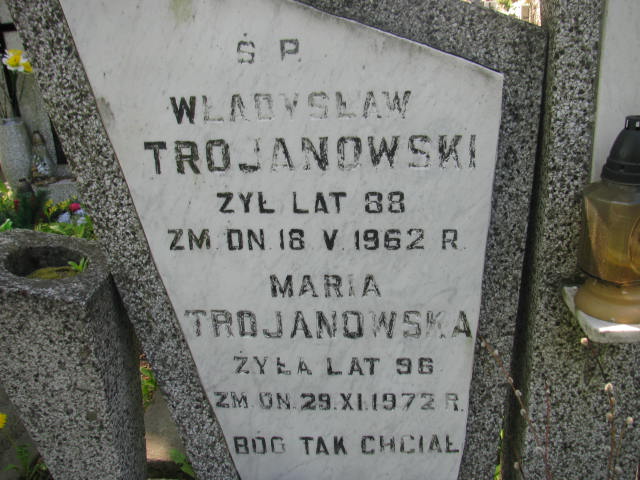 Ś P.
WŁADYSŁAW
TROJANOWSKI
ŻYŁ LAT 88
ZM. DN. 18 V. 1962 R.
MARIA
TROJANOWSKA
ŻYŁA LAT 96
ZM. DN. 29. XI. 1972 R.
BÓG TAK CHCIAŁ